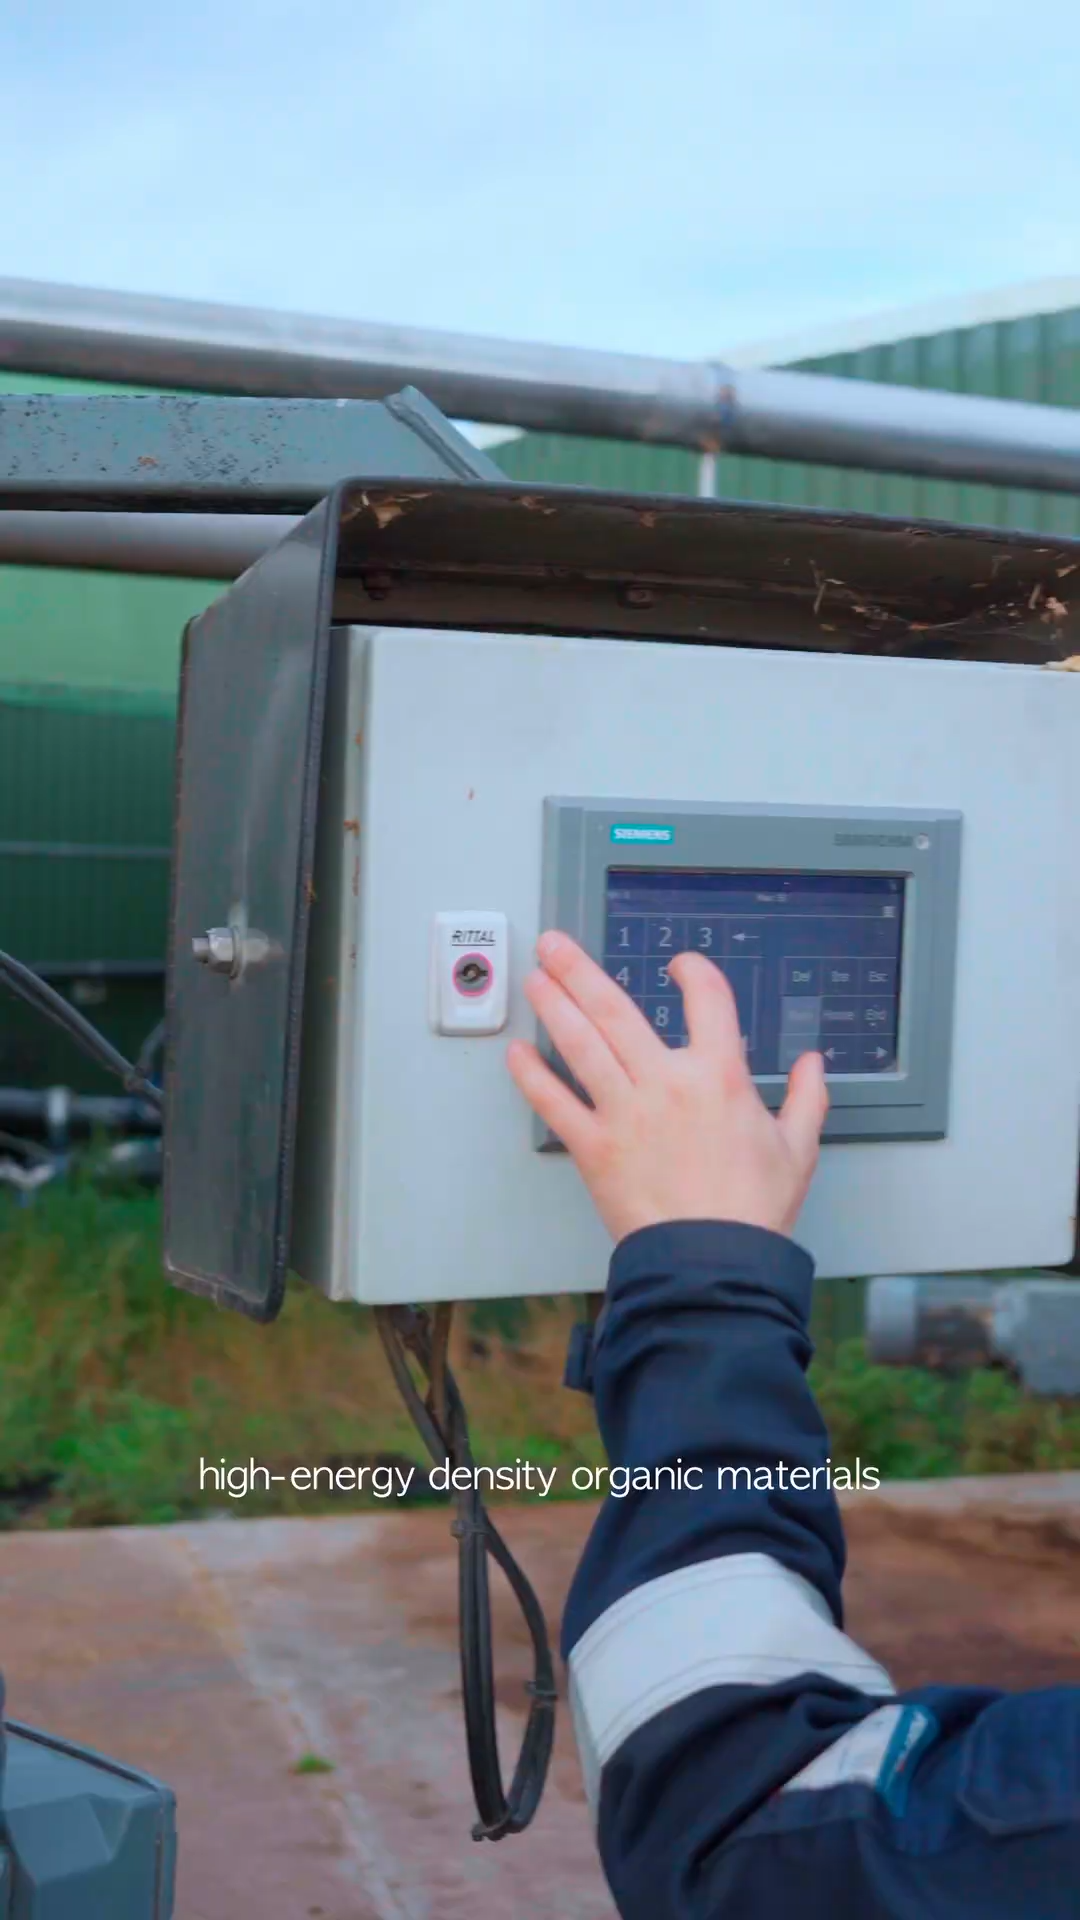 SIEMENS
RITTAL
1 2 3
4 5
8
Del Ins Esc
Home End
high-energy density organic materials